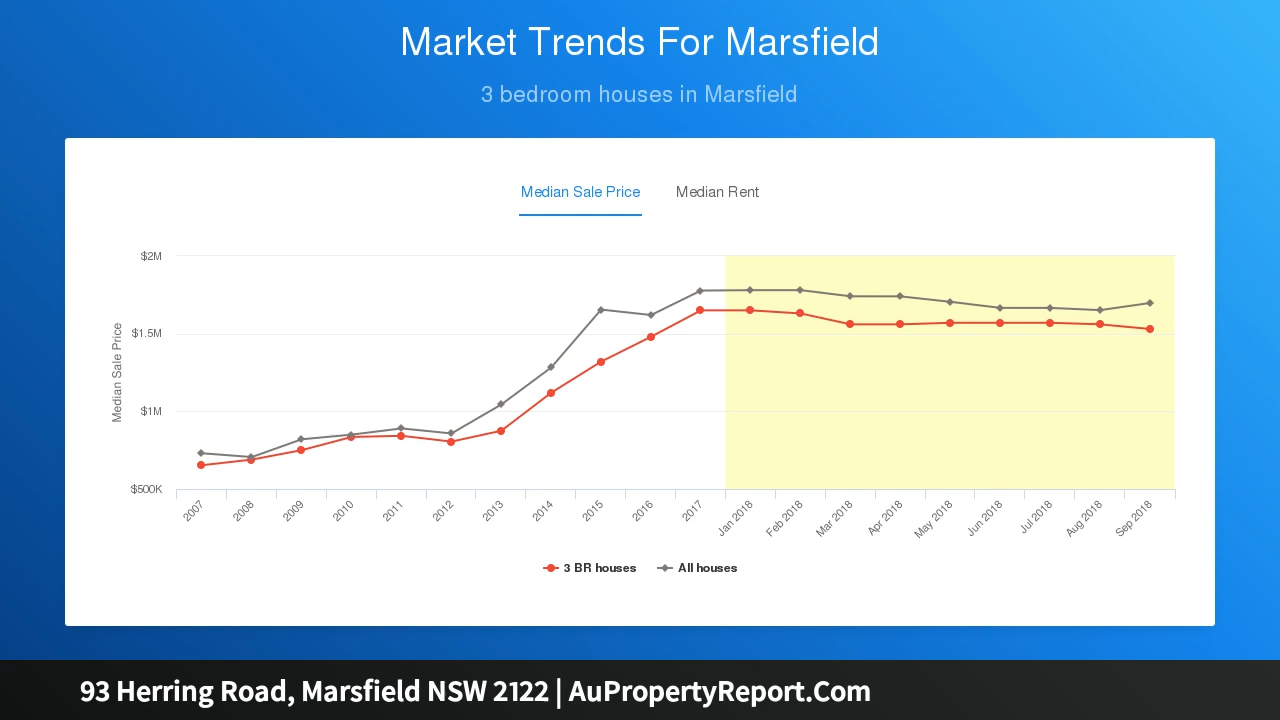 Market Trends For Marsfield
3 bedroom houses in Marsfield
Median Sale Price Median Rent
Median Sale Price
$2M
$1.5M
$1M
$500K
2007 2008 2009 2010 2011 2012 2013 2014 2015 2016 2017 Jan 2018 Feb 2018 Mar 2018 Apr 2018 May 2018 Jun 2018 Jul 2018 Aug 2018 Sep 2018
3 BR houses All houses
93 Herring Road, Marsfield NSW 2122 | AuPropertyReport.Com